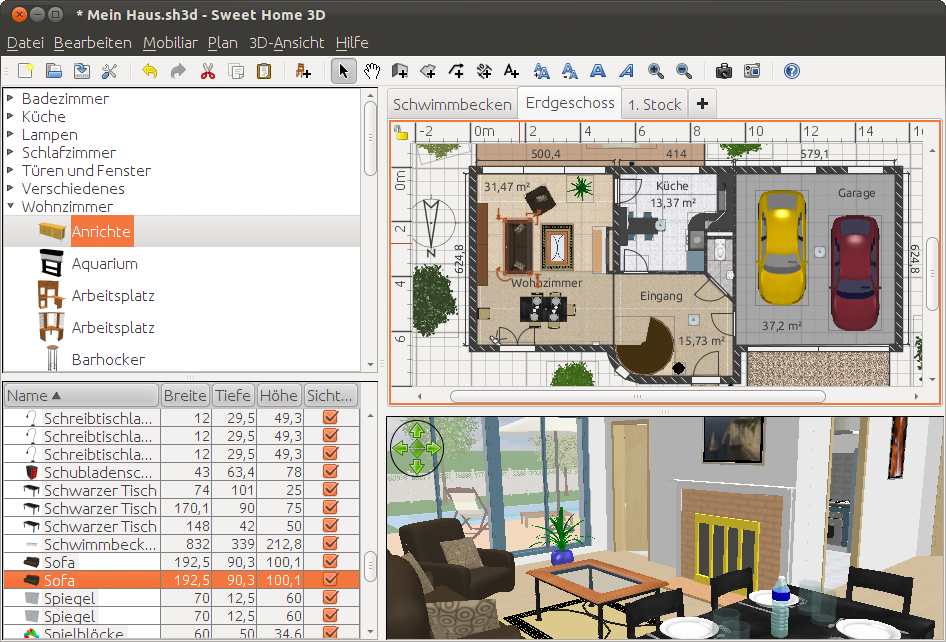 * Mein Haus.sh3d - Sweet Home 3D
Datei Bearbeiten Mobiliar Plan 3D-Ansicht Hilfe
Badezimmer
Küche
Lampen
Schlafzimmer
Türen und Fenster
Verschiedenes
Wohnzimmer
Anrichte
Aquarium
Arbeitsplatz
Arbeitsplatz
Barhocker
Name Breite Tiefe Höhe Sicht...
Schreibtischla... 12 29,5 49,3
Schreibtischla... 12 29,5 49,3
Schreibtischla... 12 29,5 49,3
Schubladensc... 43 63,4 78
Schwarzer Tisch 74 101 25
Schwarzer Tisch 170,1 90 75
Schwarzer Tisch 148 42 50
Schwimmbeck... 832 339 212,8
Sofa 192,5 90,3 100,1
Sofa 192,5 90,3 100,1
Spiegel 70 12,5 60
Spiegel 70 12,5 60
Spielblöcke 60 50 34,6
Schwimmbecken Erdgeschoss 1. Stock
-2 0m 2 4 6 8 10 12 14
0m
2
4
6
500,4 414 579,1
31,47 m² Küche Garage
13,37 m²
N
624,8 624,8
Wohnzimmer Eingang
37,2 m²
15,73 m²